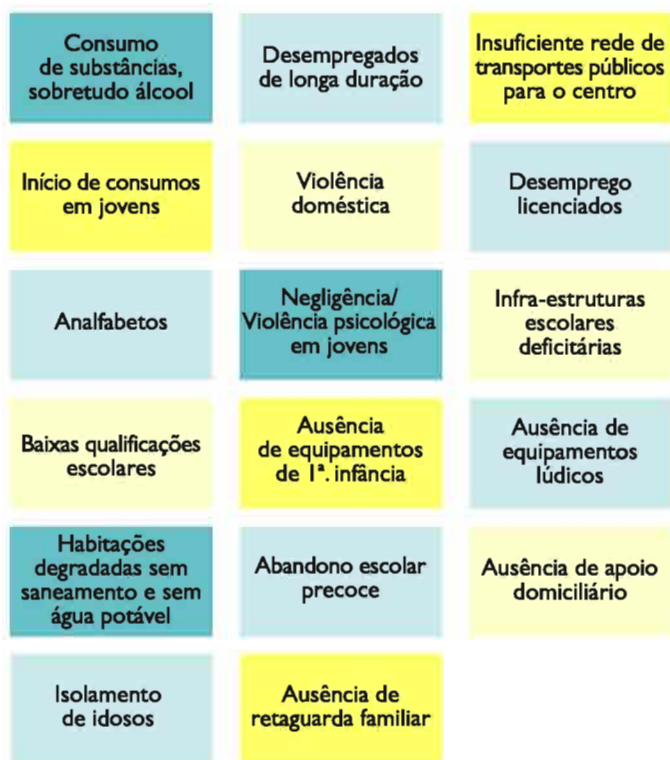 Consumo
de substâncias,
sobretudo álcool
Desempregados
de longa duração
Insuficiente rede de
transportes públicos
para o centro
Início de consumos
em jovens
Violência
doméstica
Desemprego
licenciados
Analfabetos
Negligência/
Violência psicológica
em jovens
Infra-estruturas
escolares
deficitárias
Baixas qualificações
escolares
Ausência
de equipamentos
de 1ª. infância
Ausência de
equipamentos
lúdicos
Habitações
degradadas sem
saneamento e sem
água potável
Abandono escolar
precoce
Ausência de apoio
domiciliário
Isolamento
de idosos
Ausência de
retaguarda familiar